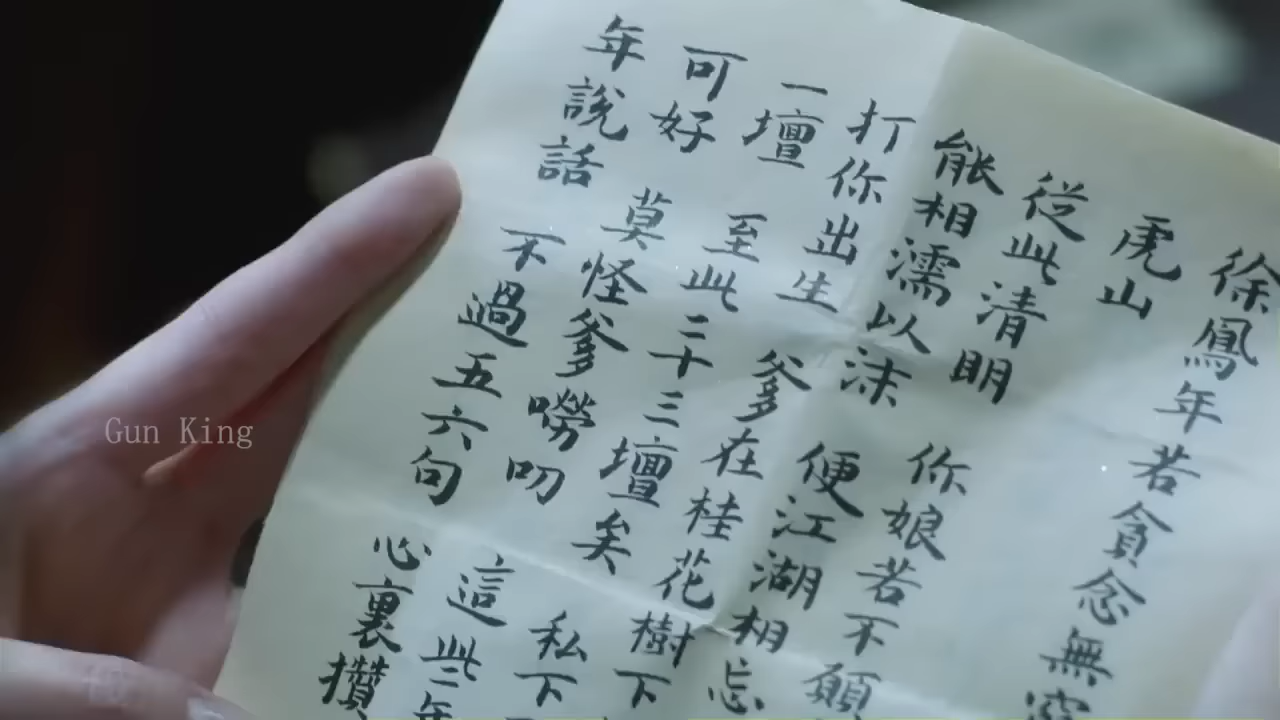 徐鳳年若貪念無
虎山
從此清明 你娘若不願
能相濡以沫 便江湖相忘
打你出生 爹在桂花樹下
一壇 至此二十三壇矣 私下
可好 莫怪爹嘮叨 這些年
年說話 不過五六句 心裏攢
Gun King